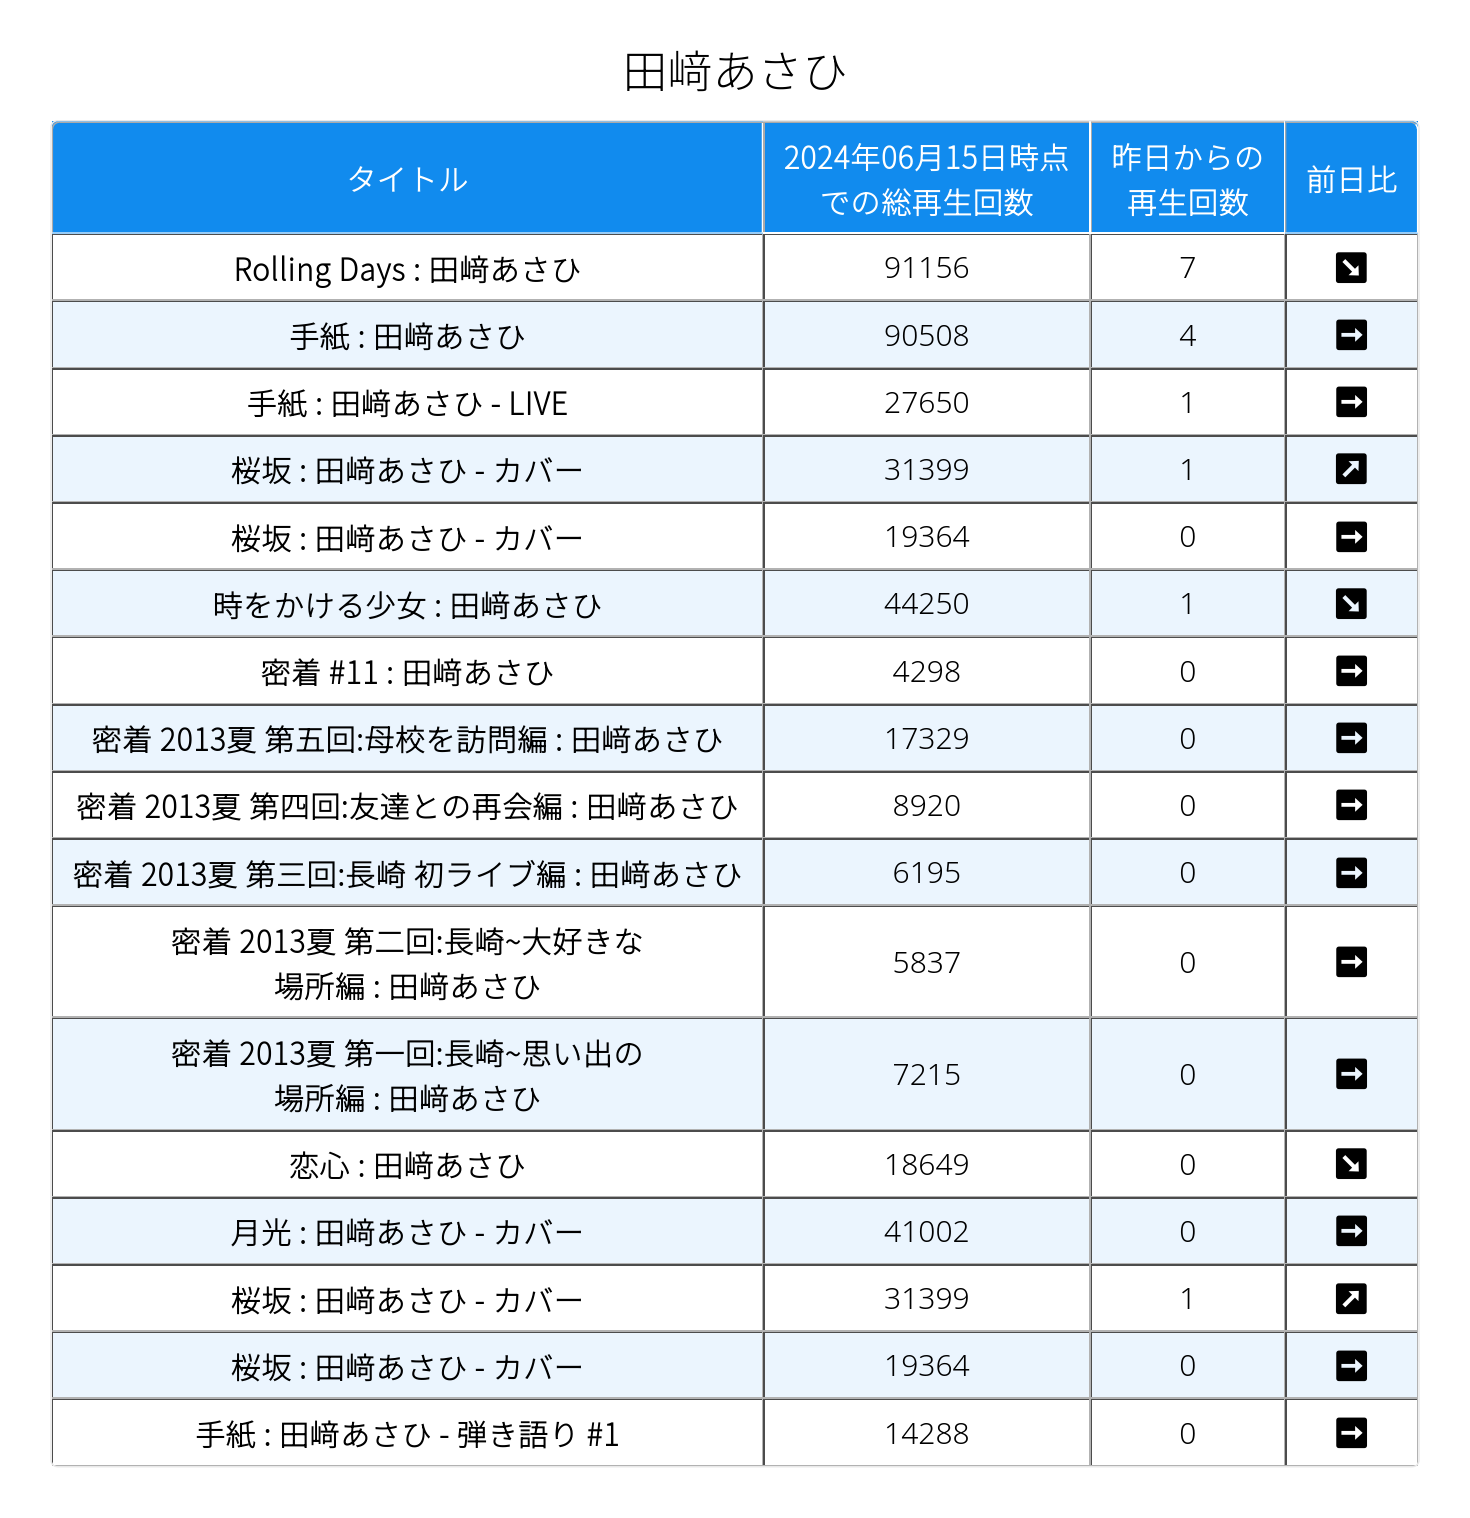 田﨑あさひ
タイトル
2024年06月15日時点
での総再生回数
昨日からの
再生回数
前日比
Rolling Days : 田﨑あさひ 91156 7 ↘
手紙 : 田﨑あさひ 90508 4 →
手紙 : 田﨑あさひ - LIVE 27650 1 →
桜坂 : 田﨑あさひ - カバー 31399 1 ↗
桜坂 : 田﨑あさひ - カバー 19364 0 →
時をかける少女 : 田﨑あさひ 44250 1 ↘
密着 #11 : 田﨑あさひ 4298 0 →
密着 2013夏 第五回:母校を訪問編 : 田﨑あさひ 17329 0 →
密着 2013夏 第四回:友達との再会編 : 田﨑あさひ 8920 0 →
密着 2013夏 第三回:長崎 初ライブ編 : 田﨑あさひ 6195 0 →
密着 2013夏 第二回:長崎~大好きな
場所編 : 田﨑あさひ 5837 0 →
密着 2013夏 第一回:長崎~思い出の
場所編 : 田﨑あさひ 7215 0 →
恋心 : 田﨑あさひ 18649 0 ↘
月光 : 田﨑あさひ - カバー 41002 0 →
桜坂 : 田﨑あさひ - カバー 31399 1 ↗
桜坂 : 田﨑あさひ - カバー 19364 0 →
手紙 : 田﨑あさひ - 弾き語り #1 14288 0 →